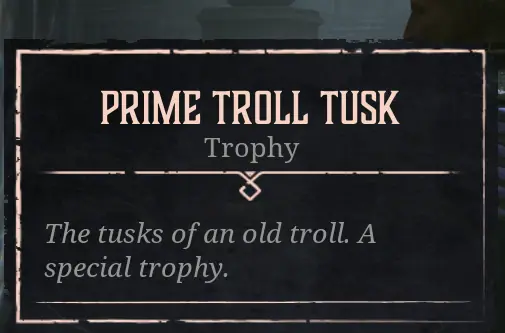 PRIME TROLL TUSK
Trophy
The tusks of an old troll. A
special trophy.